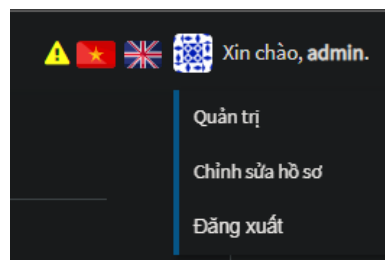 Xin chào, admin.
Quản trị
Chỉnh sửa hồ sơ
Đăng xuất